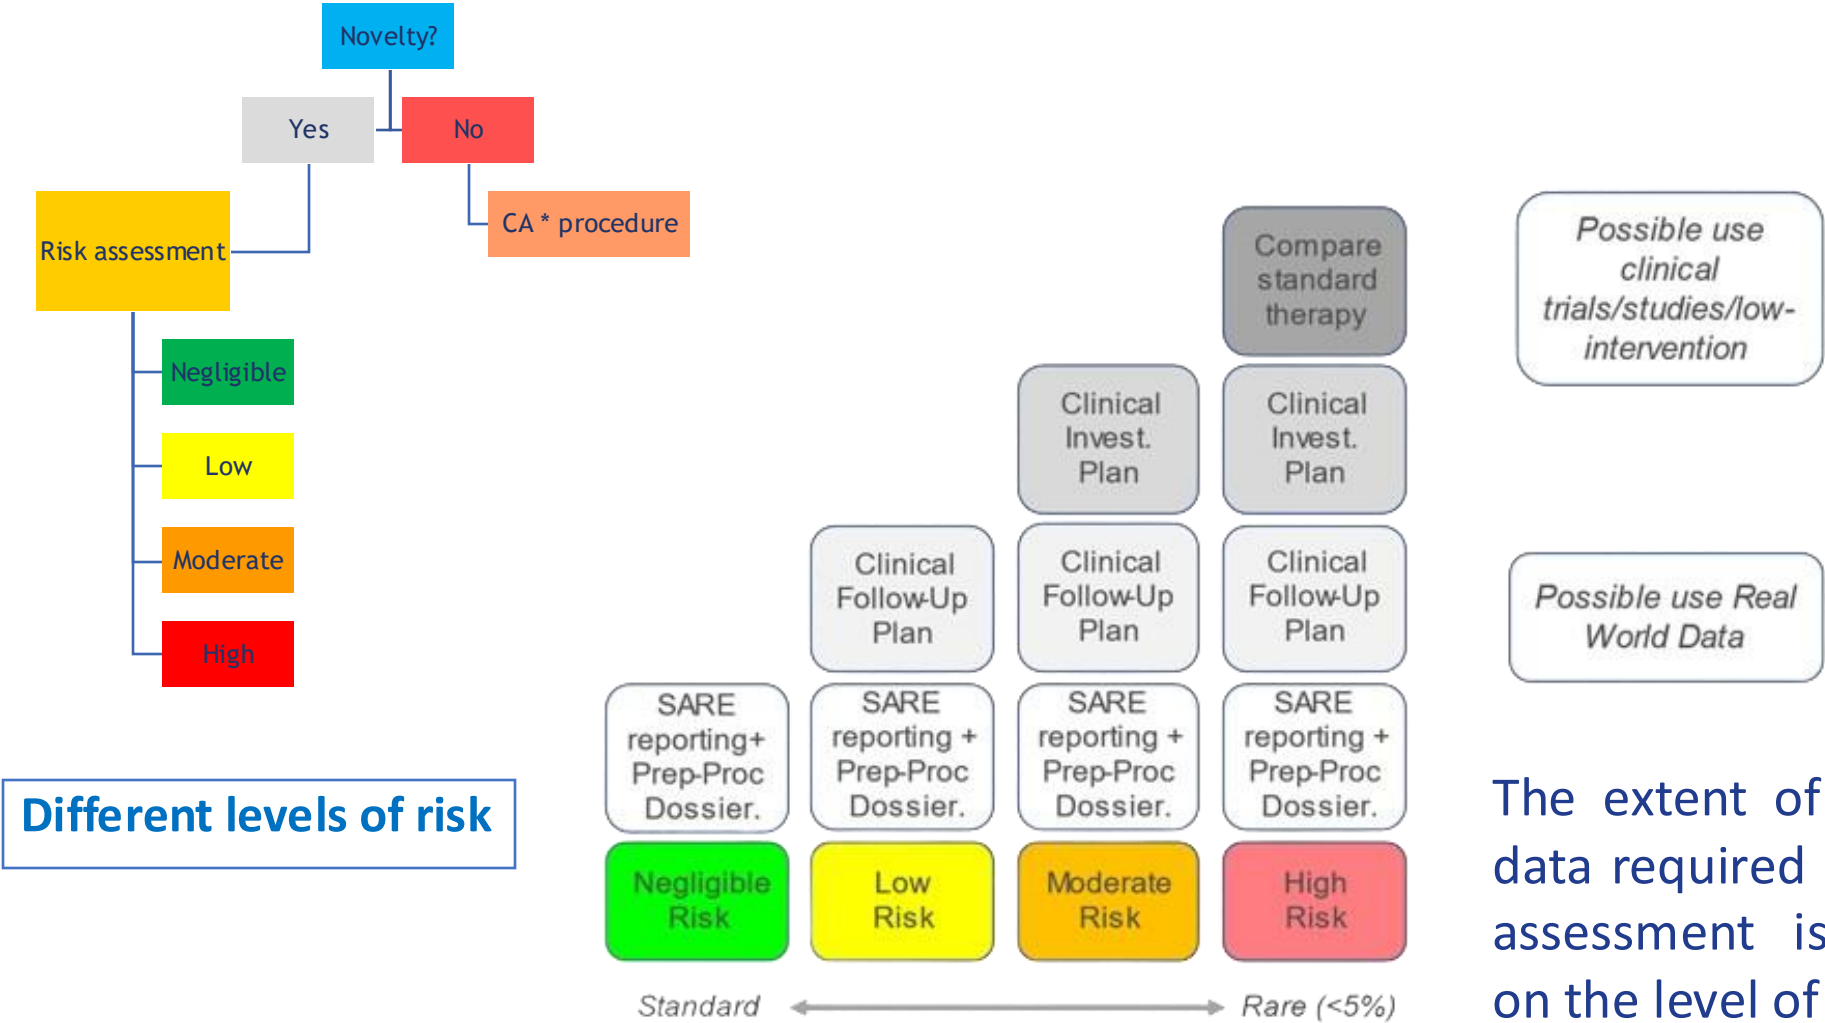 Novelty?
Yes
No
Risk assessment
CA * procedure
Negligible
Low
Moderate
High
Different levels of risk
Compare
standard
therapy
Clinical
Invest.
Plan
Clinical
Invest.
Plan
Clinical
Follow-Up
Plan
Clinical
Follow-Up
Plan
Clinical
Follow-Up
Plan
SARE
reporting+
Prep-Proc
Dossier.
SARE
reporting +
Prep-Proc
Dossier.
SARE
reporting +
Prep-Proc
Dossier.
SARE
reporting +
Prep-Proc
Dossier.
Negligible
Risk
Low
Risk
Moderate
Risk
High
Risk
Standard
Rare (<5%)
Possible use
clinical
trials/studies/low-
intervention
Possible use Real
World Data
The extent of
data required
assessment is
on the level of